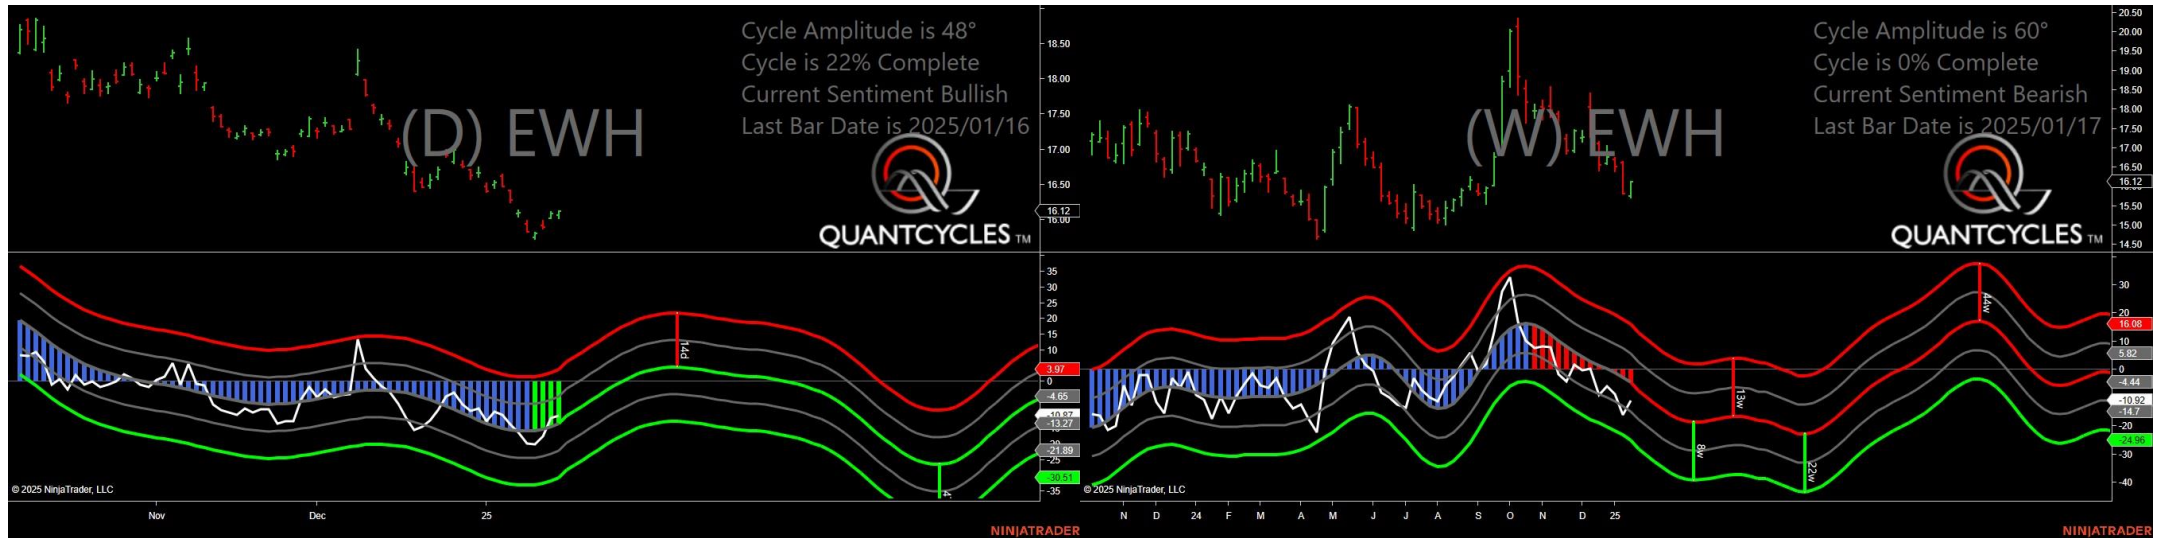 Cycle Amplitude is 48°
Cycle is 22% Complete
Current Sentiment Bullish
Last Bar Date is 2025/01/16
(D) EWH
QUANTCYCLES TM
18.50
18.00
17.50
17.00
16.50
16.12
16.00
35
30
25
20
15
10
3.97
0
-4.65
-10.87
-13.27
-20
-21.89
-25
-30.51
-35
14d
© 2025 NinjaTrader, LLC
Nov
Dec
25
NINJATRADER
Cycle Amplitude is 60°
Cycle is 0% Complete
Current Sentiment Bearish
Last Bar Date is 2025/01/17
(W) EWH
QUANTCYCLES TM
20.50
20.00
19.50
19.00
18.50
18.00
17.50
17.00
16.50
16.12
15.50
15.00
14.50
30
20
16.08
5.82
0
-4.44
-10.92
-14.7
-20
-24.96
-30
-40
44w
13w
8w
22w
© 2025 NinjaTrader, LLC
N D 24 F M A M J J A S O N D 25
NINJATRADER